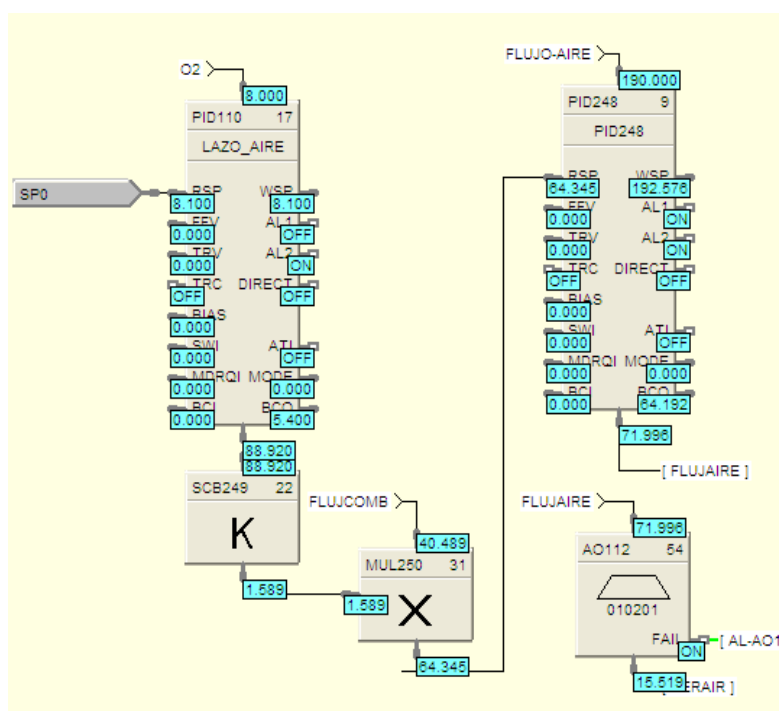 O2
8.000
PID110 17
LAZO_AIRE
SP0
RSP WSP
8.100 8.100
FFV AL1
0.000 OFF
TRV AL2
0.000 ON
TRC DIRECT
OFF OFF
BIAS
0.000
SWI ATI
0.000 OFF
MDRQI MODE
0.000 0.000
BCI BCO
0.000 5.400
88.920
88.920
SCB249 22
K
1.589
FLUJCOMB
40.489
MUL250 31
1.589
X
64.345
FLUJO-AIRE
190.000
PID248 9
PID248
RSP WSP
64.345 192.576
FFV AL1
0.000 ON
TRV AL2
0.000 ON
TRC DIRECT
OFF OFF
BIAS
0.000
SWI ATI
0.000 OFF
MDRQI MODE
0.000 0.000
BCI BCO
0.000 64.192
71.996
[ FLUJAIRE ]
FLUJAIRE
71.996
AO112 54
010201
FAIL
ON
[ AL-AO1
15.519
ERAIR ]